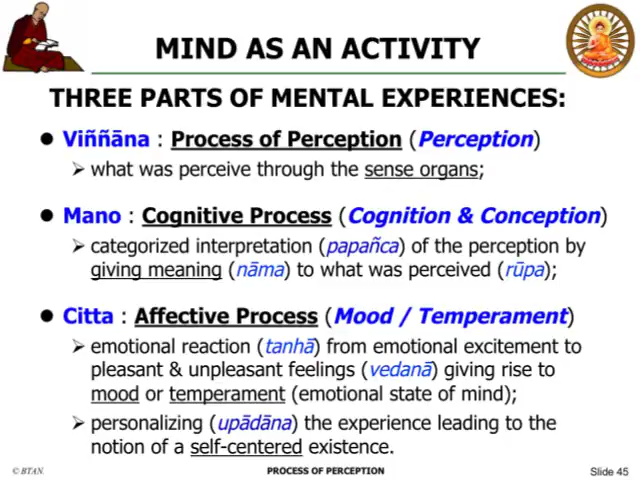 MIND AS AN ACTIVITY
THREE PARTS OF MENTAL EXPERIENCES:
● Viññāna : Process of Perception (Perception)
➢ what was perceive through the sense organs;
● Mano : Cognitive Process (Cognition & Conception)
➢ categorized interpretation (papañca) of the perception by
giving meaning (nāma) to what was perceived (rūpa);
● Citta : Affective Process (Mood / Temperament)
➢ emotional reaction (tanhā) from emotional excitement to
pleasant & unpleasant feelings (vedanā) giving rise to
mood or temperament (emotional state of mind);
➢ personalizing (upādāna) the experience leading to the
notion of a self-centered existence.
© BTAN.
PROCESS OF PERCEPTION
Slide 45